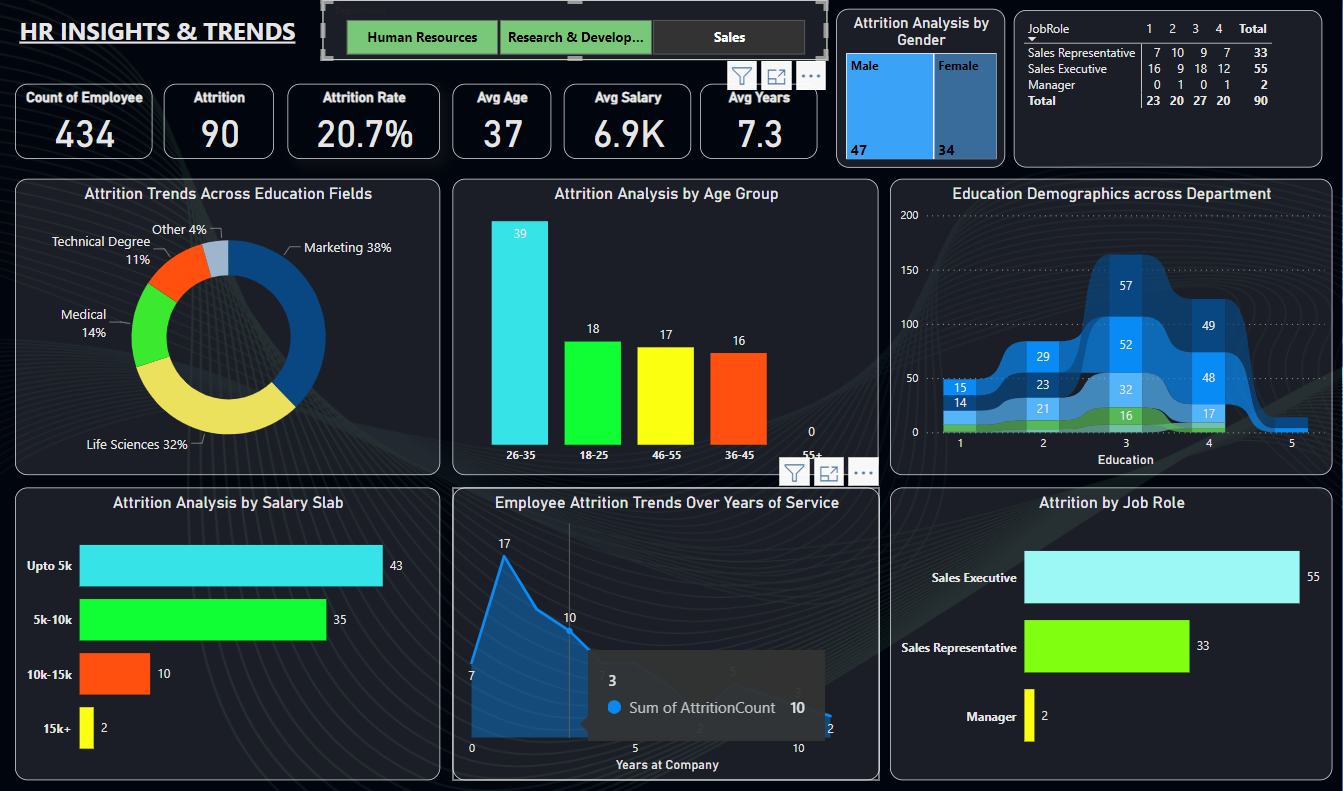 HR INSIGHTS & TRENDS
Human Resources
Research & Develop...
Sales
Count of Employee
434
Attrition
90
Attrition Rate
20.7%
Avg Age
37
Avg Salary
6.9K
Avg Years
7.3
Attrition Analysis by
Gender
Male
Female
47
34
JobRole 1 2 3 4 Total
Sales Representative 7 10 9 7 33
Sales Executive 16 9 18 12 55
Manager 0 1 0 1 2
Total 23 20 27 20 90
Attrition Trends Across Education Fields
Other 4%
Technical Degree
11%
Marketing 38%
Medical
14%
Life Sciences 32%
Attrition Analysis by Age Group
39
18
17
16
0
26-35
18-25
46-55
36-45
55+
Education Demographics across Department
200
150
100
50
0
15
14
29
23
21
57
52
32
16
49
48
17
1
2
3
4
5
Education
Attrition Analysis by Salary Slab
Upto 5k
43
5k-10k
35
10k-15k
10
15k+
2
Employee Attrition Trends Over Years of Service
17
10
7
3
Sum of AttritionCount 10
2
0
5
10
Years at Company
Attrition by Job Role
Sales Executive
55
Sales Representative
33
Manager
2